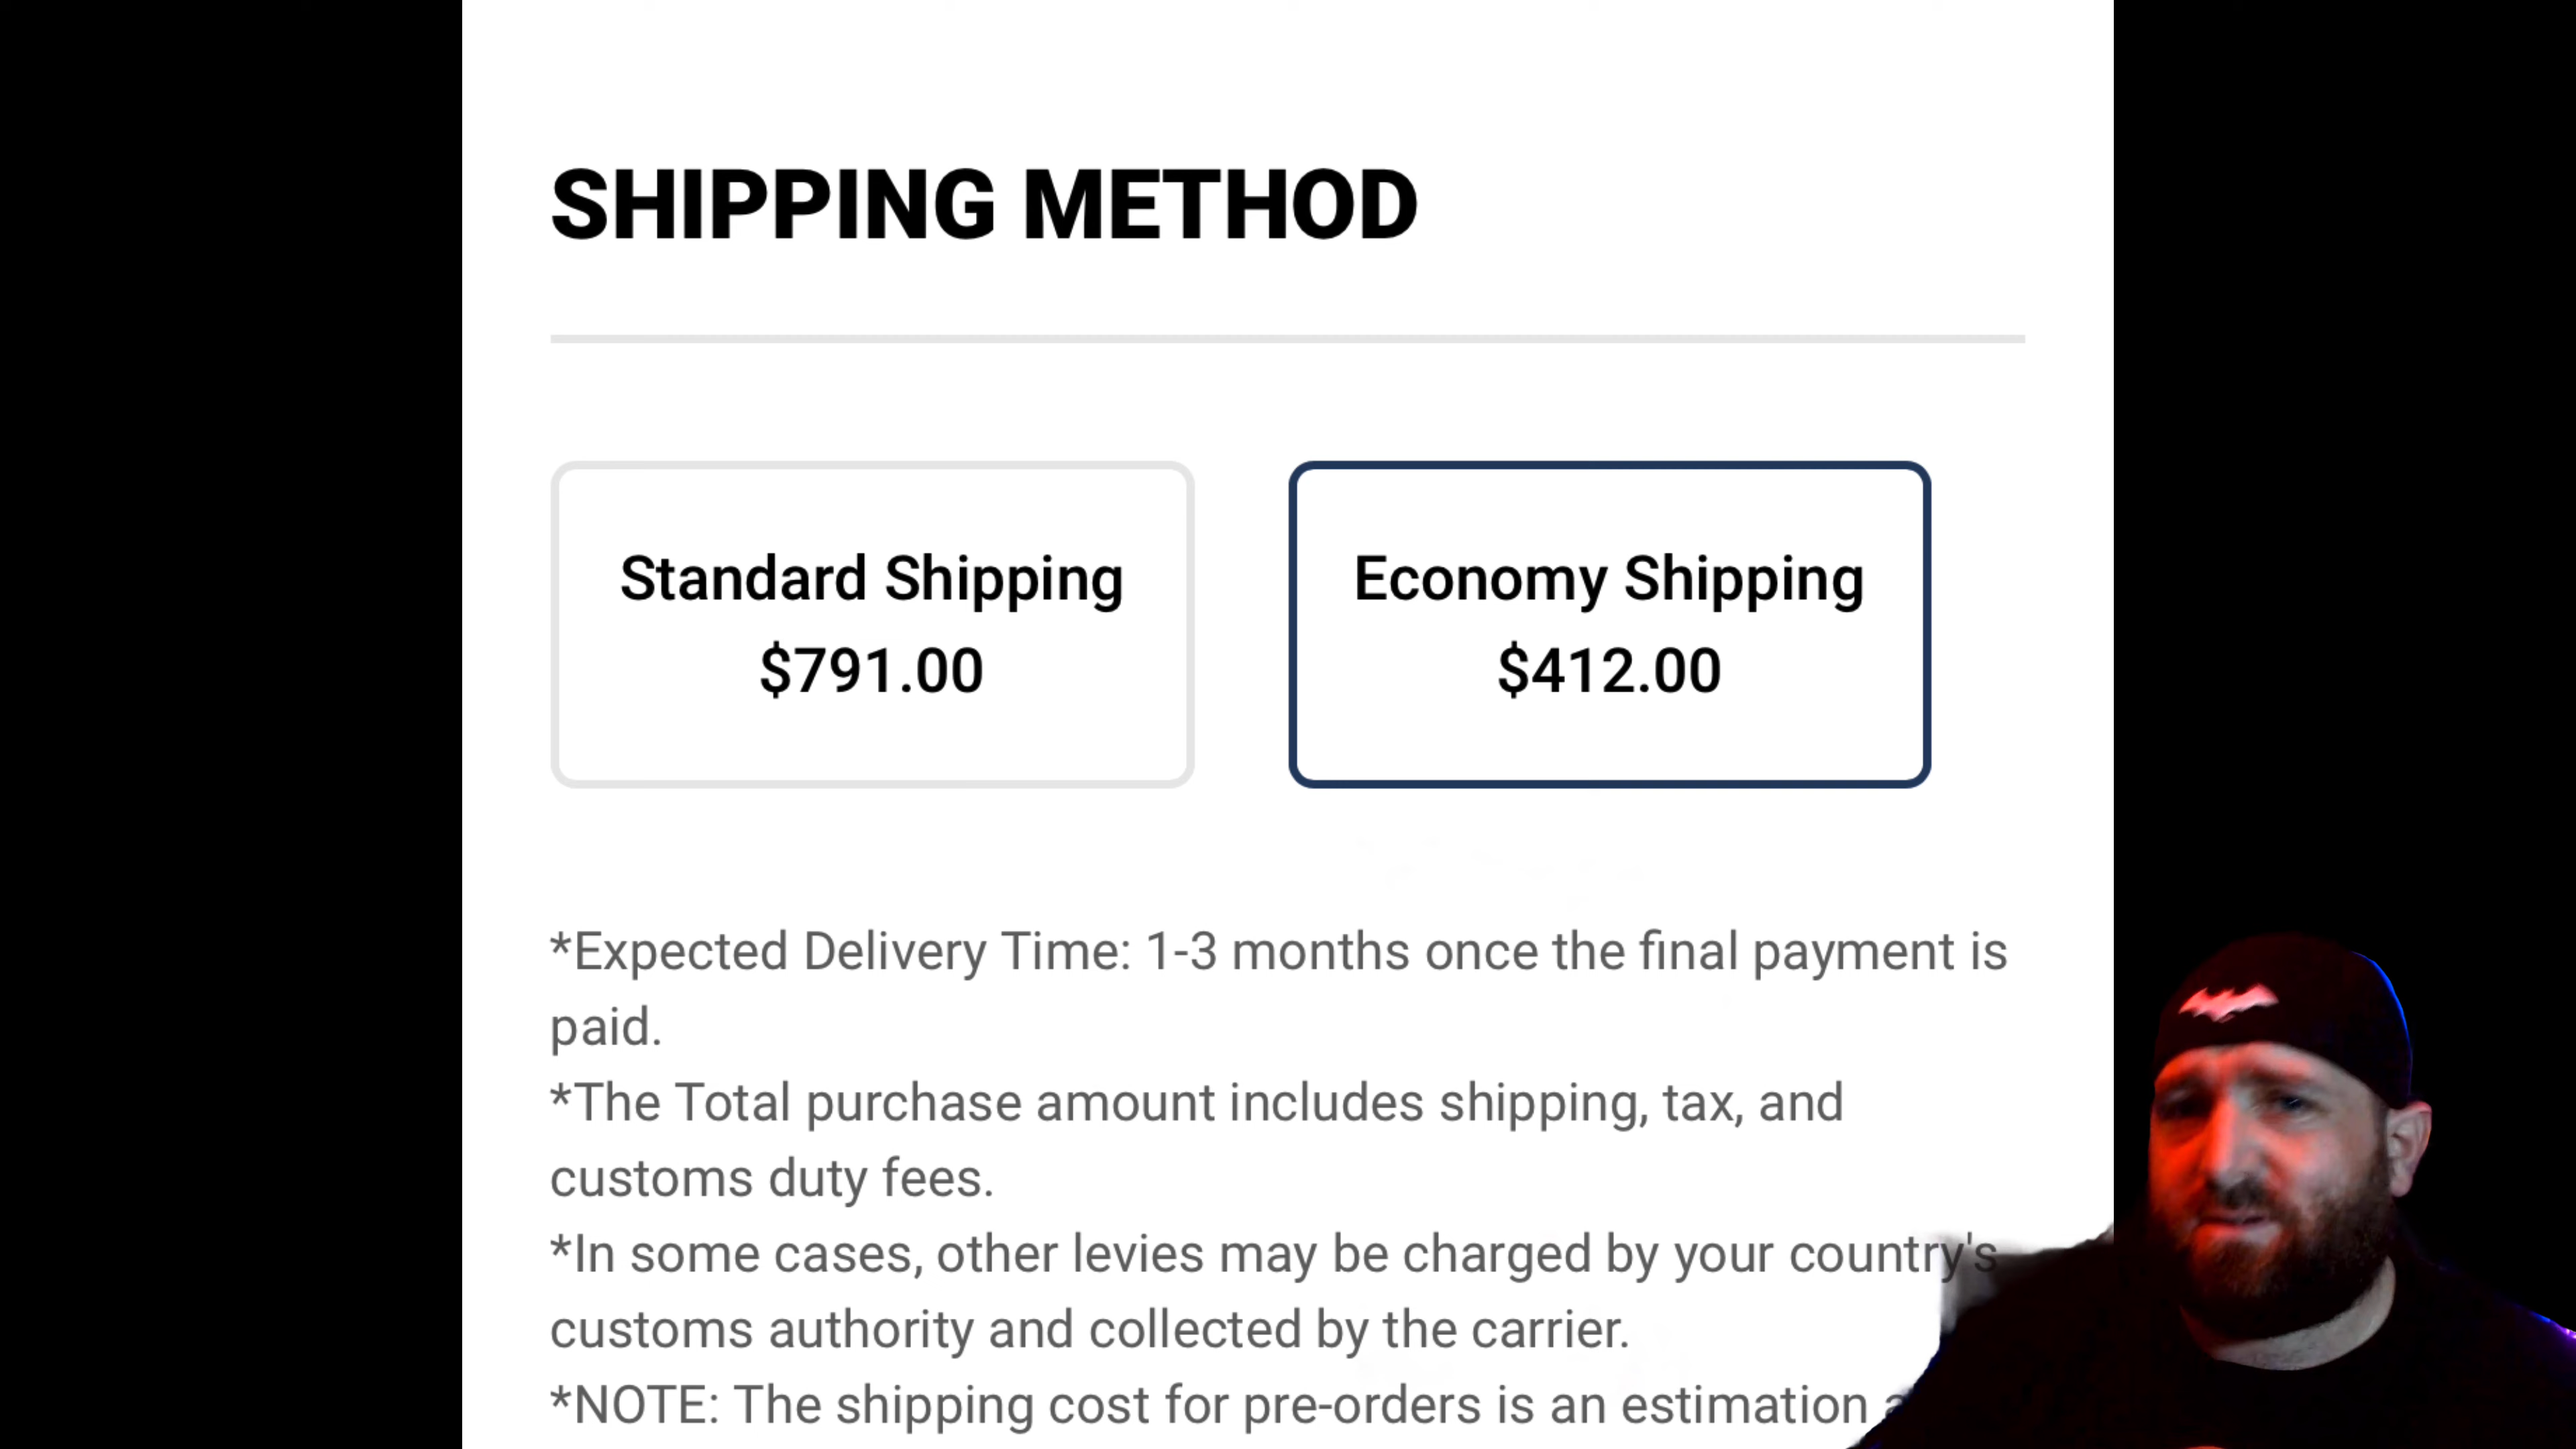 SHIPPING METHOD
Standard Shipping
$791.00
Economy Shipping
$412.00
*Expected Delivery Time: 1-3 months once the final payment is
paid.
*The Total purchase amount includes shipping, tax, and
customs duty fees.
*In some cases, other levies may be charged by your country's
customs authority and collected by the carrier.
*NOTE: The shipping cost for pre-orders is an estimation